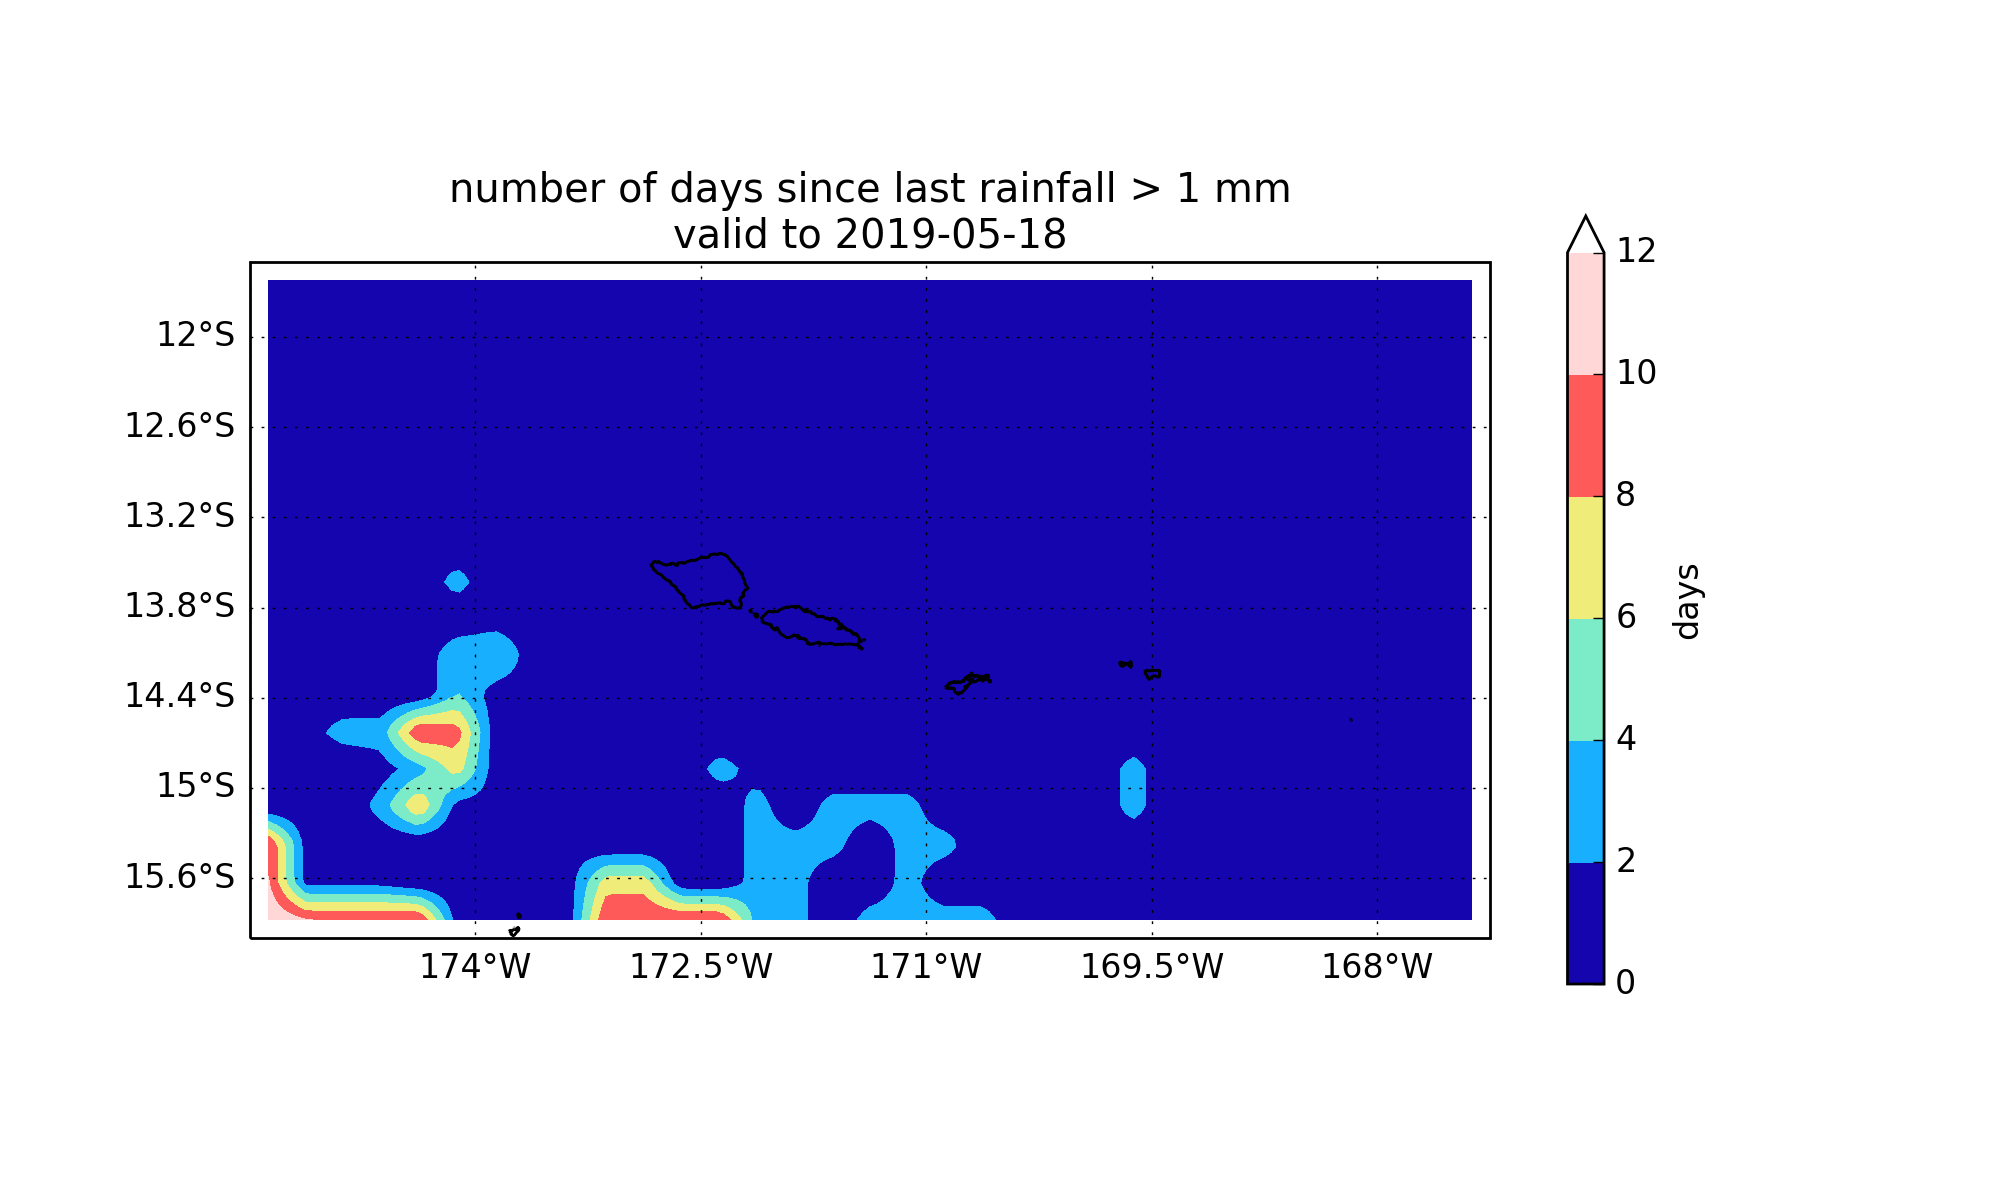 number of days since last rainfall > 1 mm
valid to 2019-05-18
12°S
12.6°S
13.2°S
13.8°S
14.4°S
15°S
15.6°S
174°W
172.5°W
171°W
169.5°W
168°W
12
10
8
6
4
2
0
days